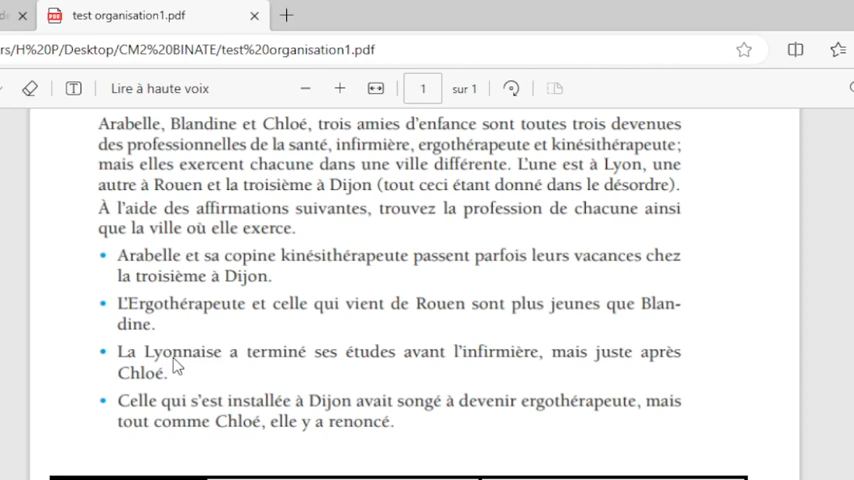 test organisation1.pdf
rs/H%20P/Desktop/CM2%20BINATE/test%20organisation1.pdf
Lire à haute voix
1
sur 1
Arabelle, Blandine et Chloé, trois amies d'enfance sont toutes trois devenues
des professionnelles de la santé, infirmière, ergothérapeute et kinésithérapeute;
mais elles exercent chacune dans une ville différente. L'une est à Lyon, une
autre à Rouen et la troisième à Dijon (tout ceci étant donné dans le désordre).
À l'aide des affirmations suivantes, trouvez la profession de chacune ainsi
que la ville où elle exerce.
• Arabelle et sa copine kinésithérapeute passent parfois leurs vacances chez
la troisième à Dijon.
• L'Ergothérapeute et celle qui vient de Rouen sont plus jeunes que Blan-
dine.
• La Lyonnaise a terminé ses études avant l'infirmière, mais juste après
Chloé.
• Celle qui s'est installée à Dijon avait songé à devenir ergothérapeute, mais
tout comme Chloé, elle y a renoncé.